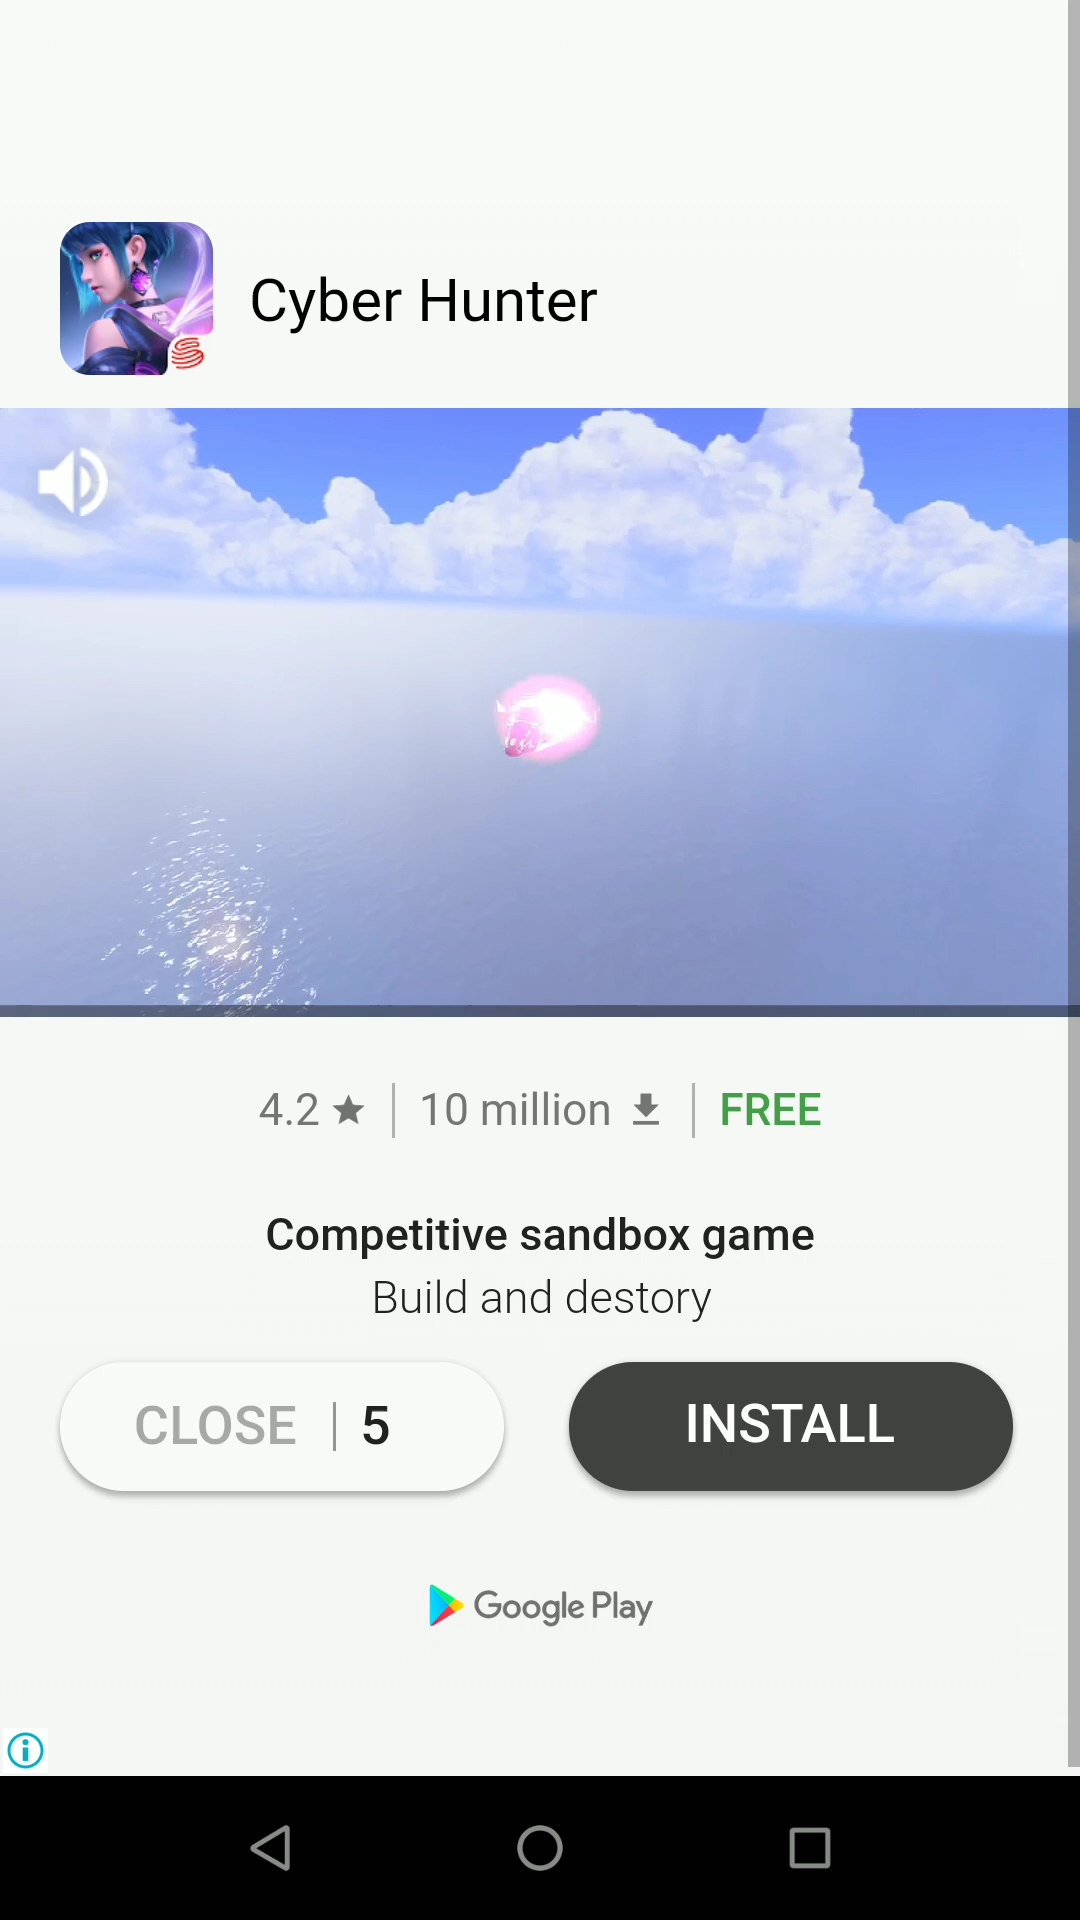 Cyber Hunter
4.2
10 million
FREE
Competitive sandbox game
Build and destory
CLOSE
5
INSTALL
Google Play